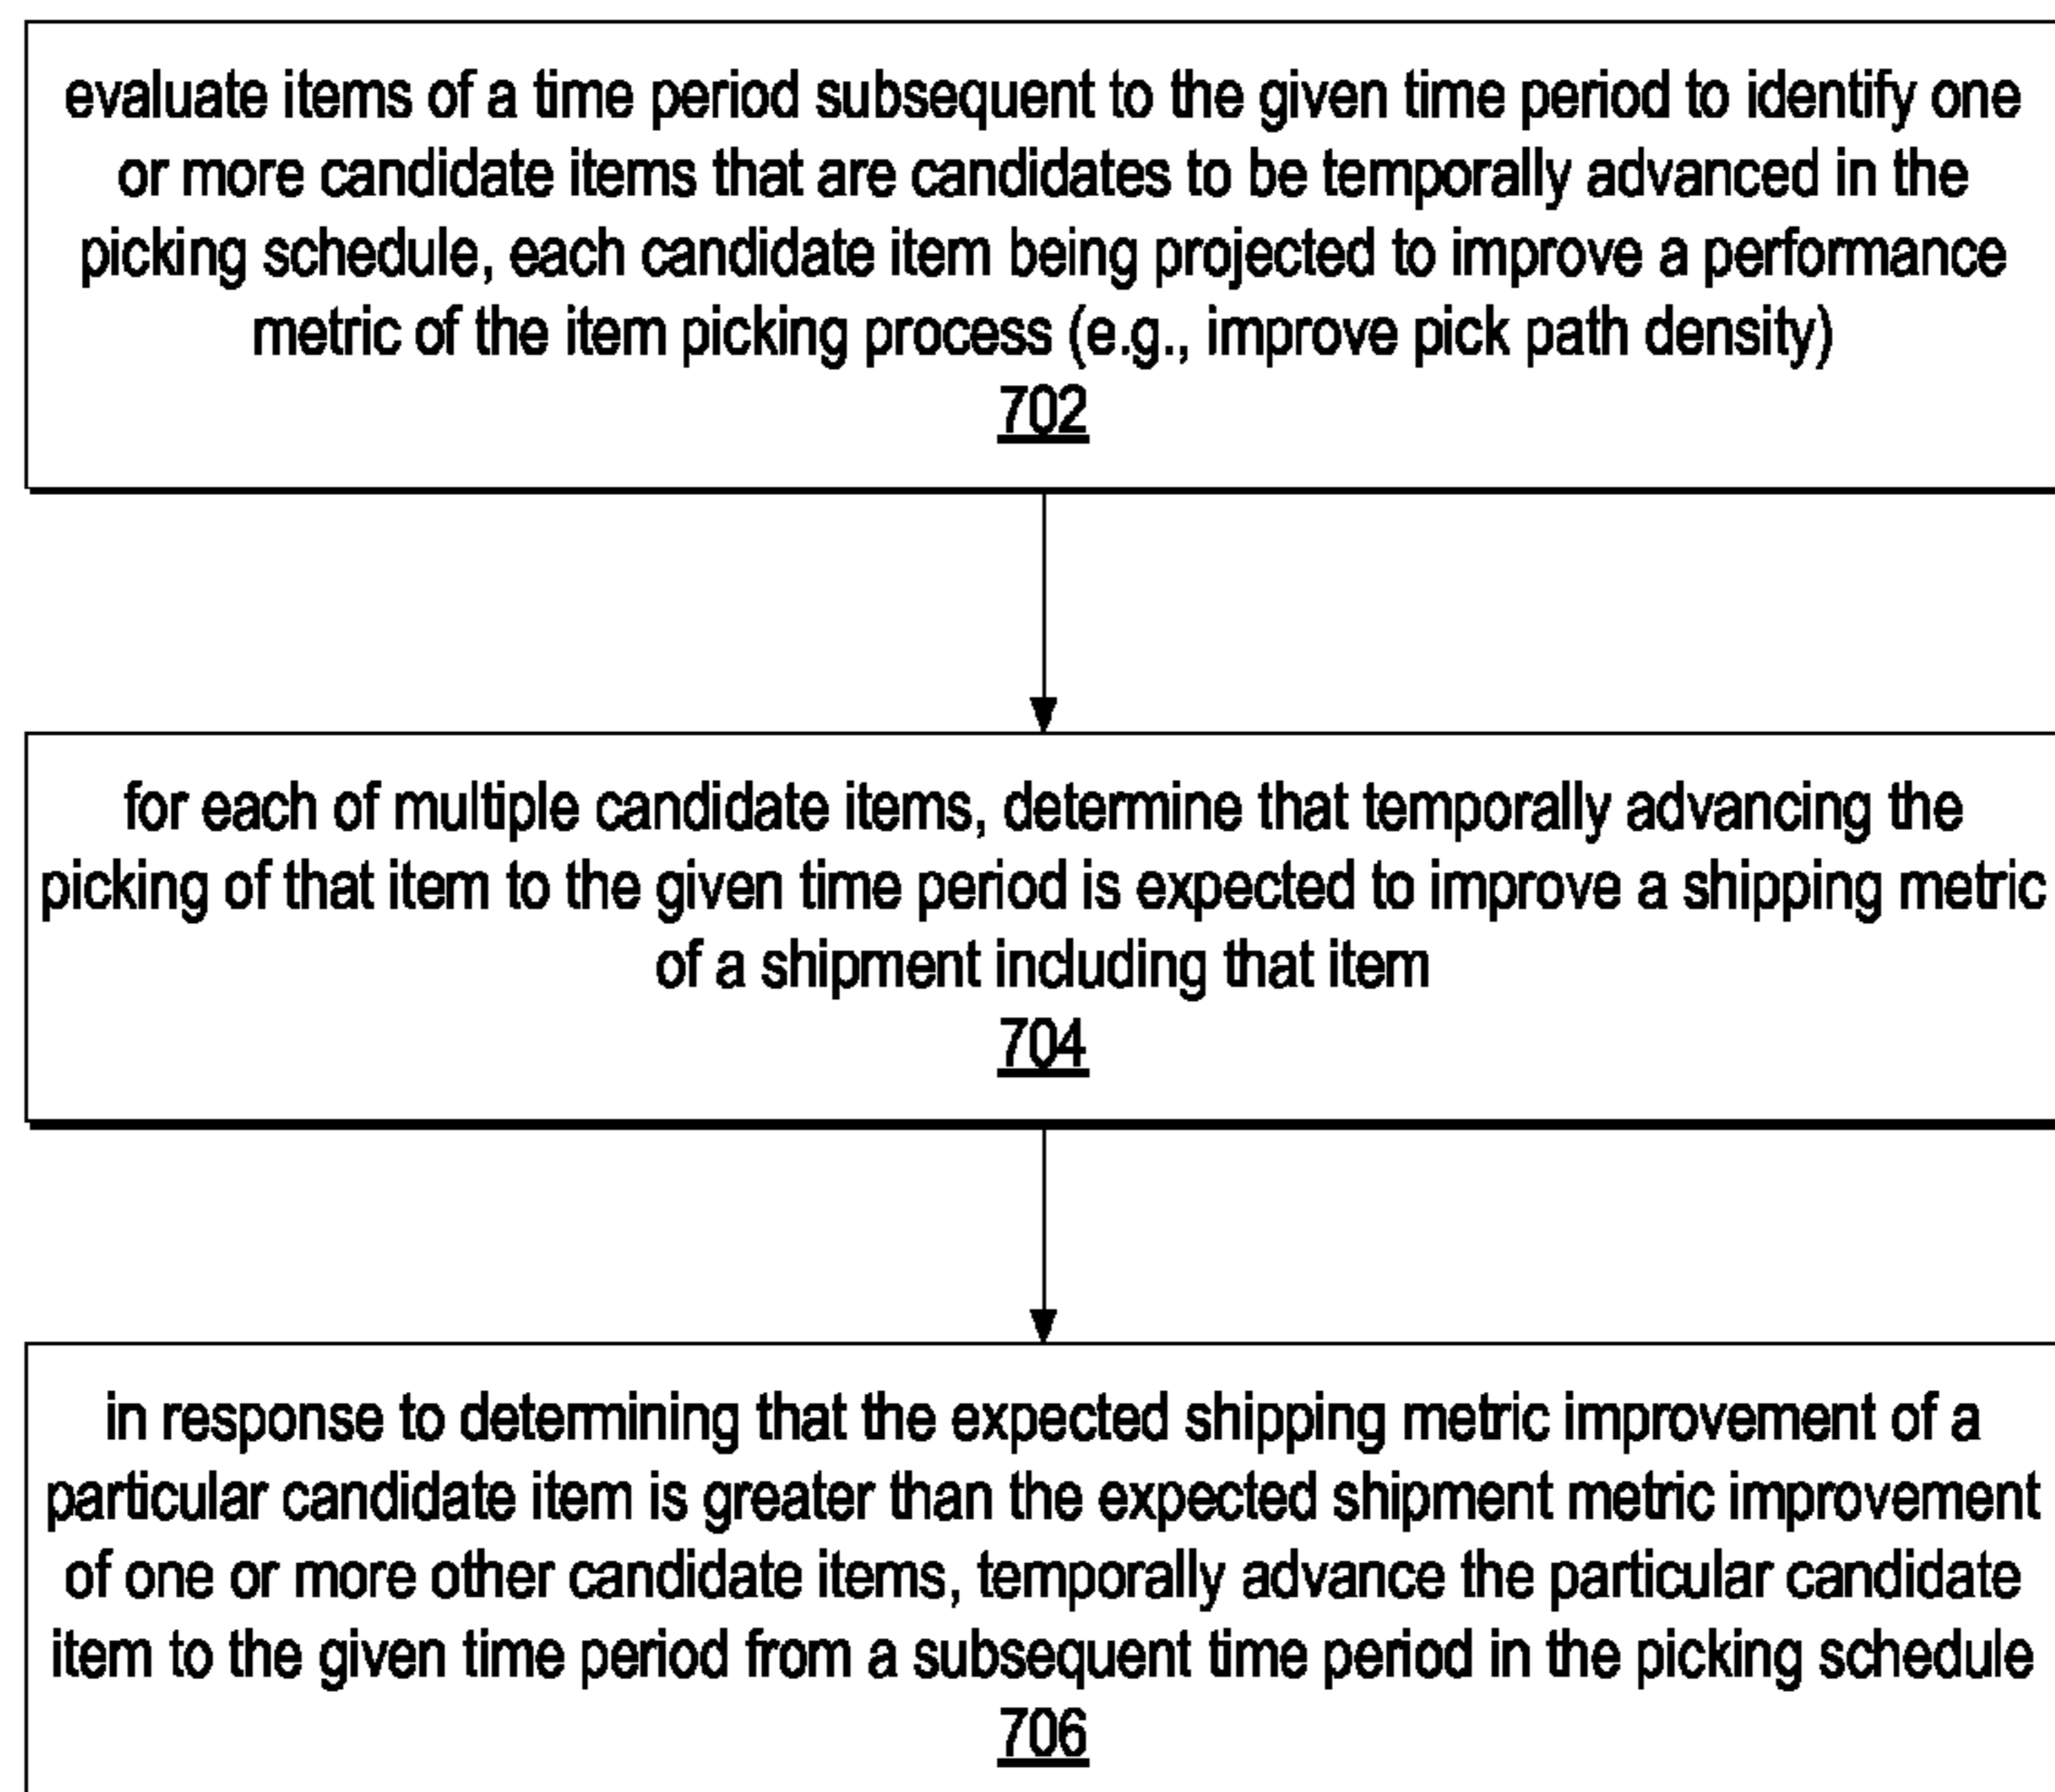 evaluate items of a time period subsequent to the given time period to identify one
or more candidate items that are candidates to be temporally advanced in the
picking schedule, each candidate item being projected to improve a performance
metric of the item picking process (e.g., improve pick path density)
702
for each of multiple candidate items, determine that temporally advancing the
picking of that item to the given time period is expected to improve a shipping metric
of a shipment including that item
704
in response to determining that the expected shipping metric improvement of a
particular candidate item is greater than the expected shipment metric improvement
of one or more other candidate items, temporally advance the particular candidate
item to the given time period from a subsequent time period in the picking schedule
706